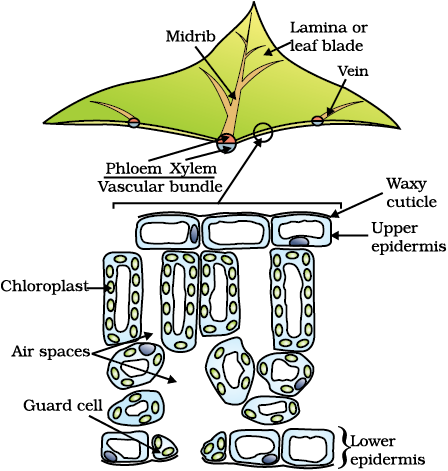 Midrib
Lamina or
leaf blade
Vein
Phloem Xylem
Vascular bundle
Waxy
cuticle
Upper
epidermis
Chloroplast
Air spaces
Guard cell
Lower
epidermis